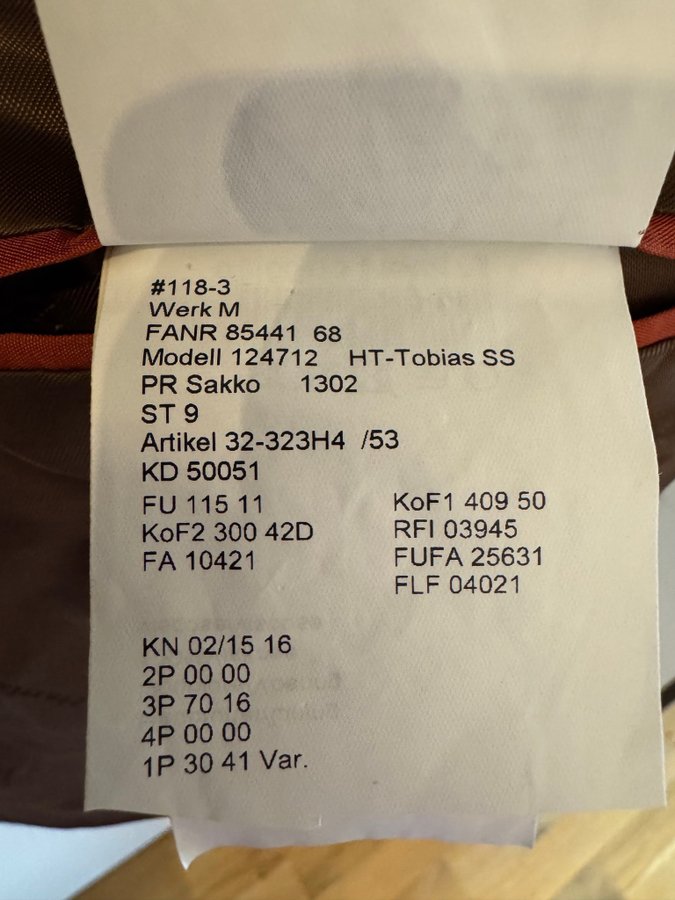 #118-3
Werk M
FANR 85441 68
Modell 124712 HT-Tobias SS
PR Sakko 1302
ST 9
Artikel 32-323H4 /53
KD 50051
FU 115 11 KoF1 409 50
KoF2 300 42D RFI 03945
FA 10421 FUFA 25631
FLF 04021
KN 02/15 16
2P 00 00
3P 70 16
4P 00 00
1P 30 41 Var.